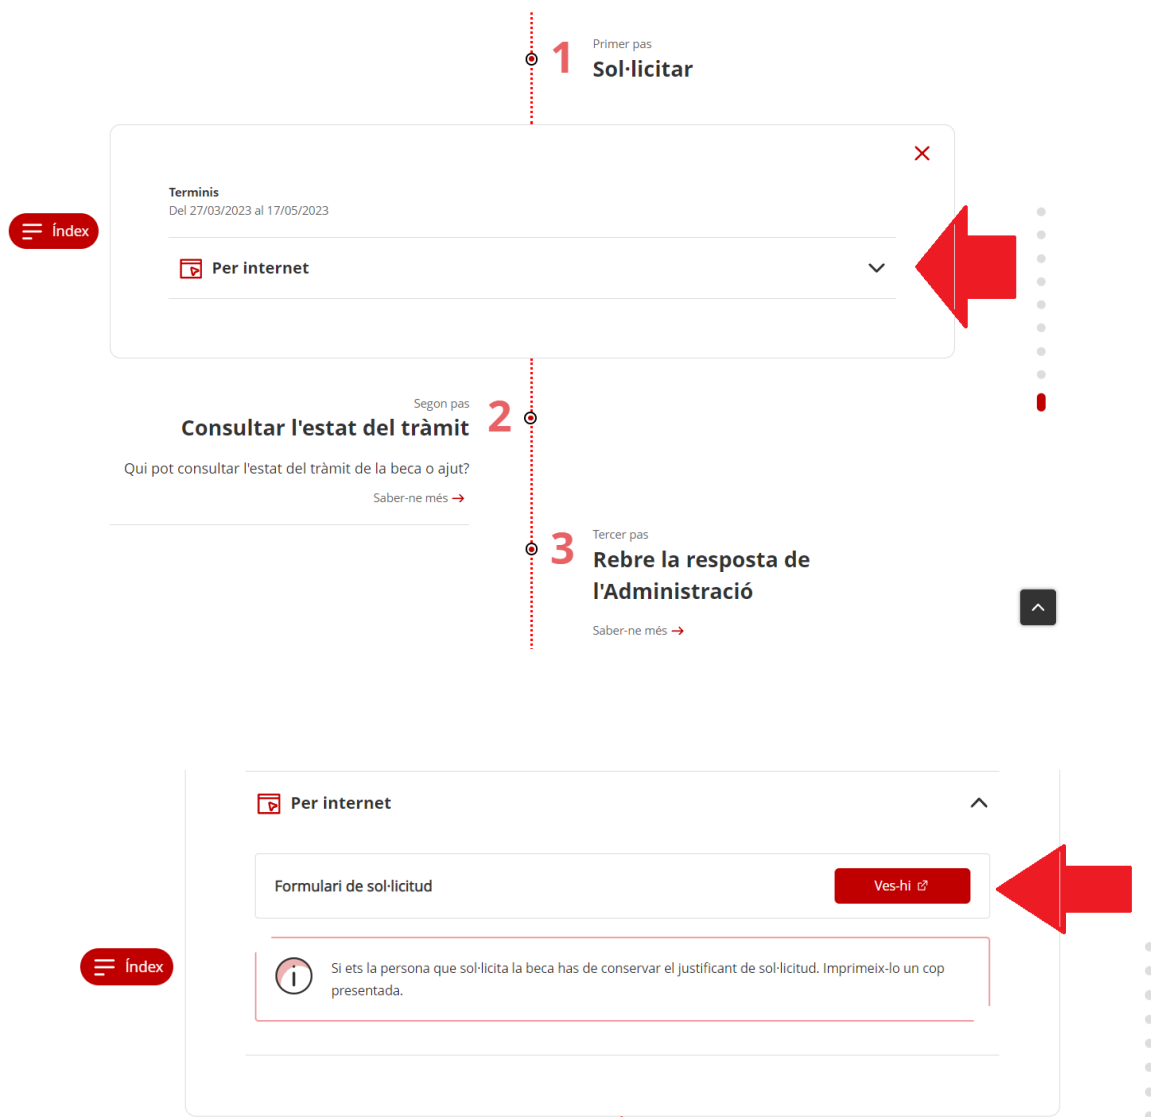 1
Primer pas
Sol·licitar
Terminis
Del 27/03/2023 al 17/05/2023
Índex
Per internet
Segon pas
2
Consultar l'estat del tràmit
Qui pot consultar l'estat del tràmit de la beca o ajut?
Saber-ne més →
3
Tercer pas
Rebre la resposta de
l'Administració
Saber-ne més →
Per internet
Formulari de sol·licitud
Ves-hi
Índex
Si ets la persona que sol·licita la beca has de conservar el justificant de sol·licitud. Imprimeix-lo un cop
presentada.